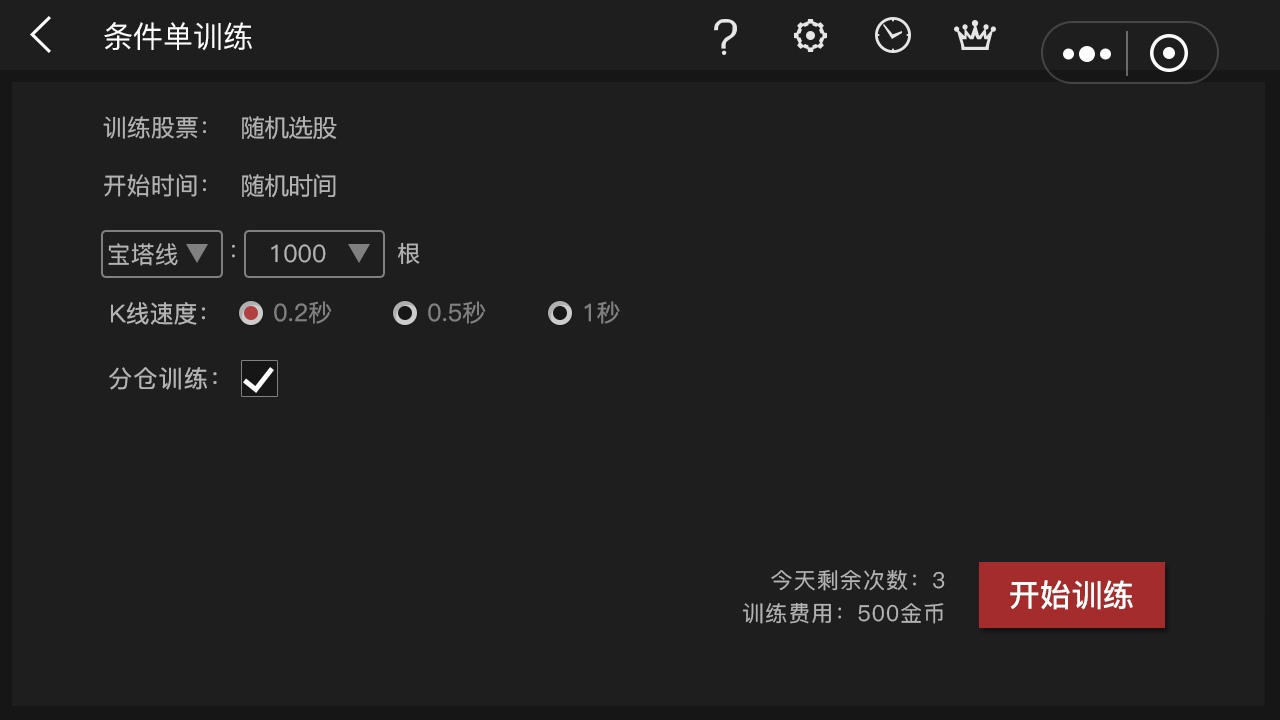 条件单训练
训练股票： 随机选股
开始时间： 随机时间
宝塔线 : 1000 根
K线速度： 0.2秒 0.5秒 1秒
分仓训练：
今天剩余次数：3
训练费用：500金币
开始训练